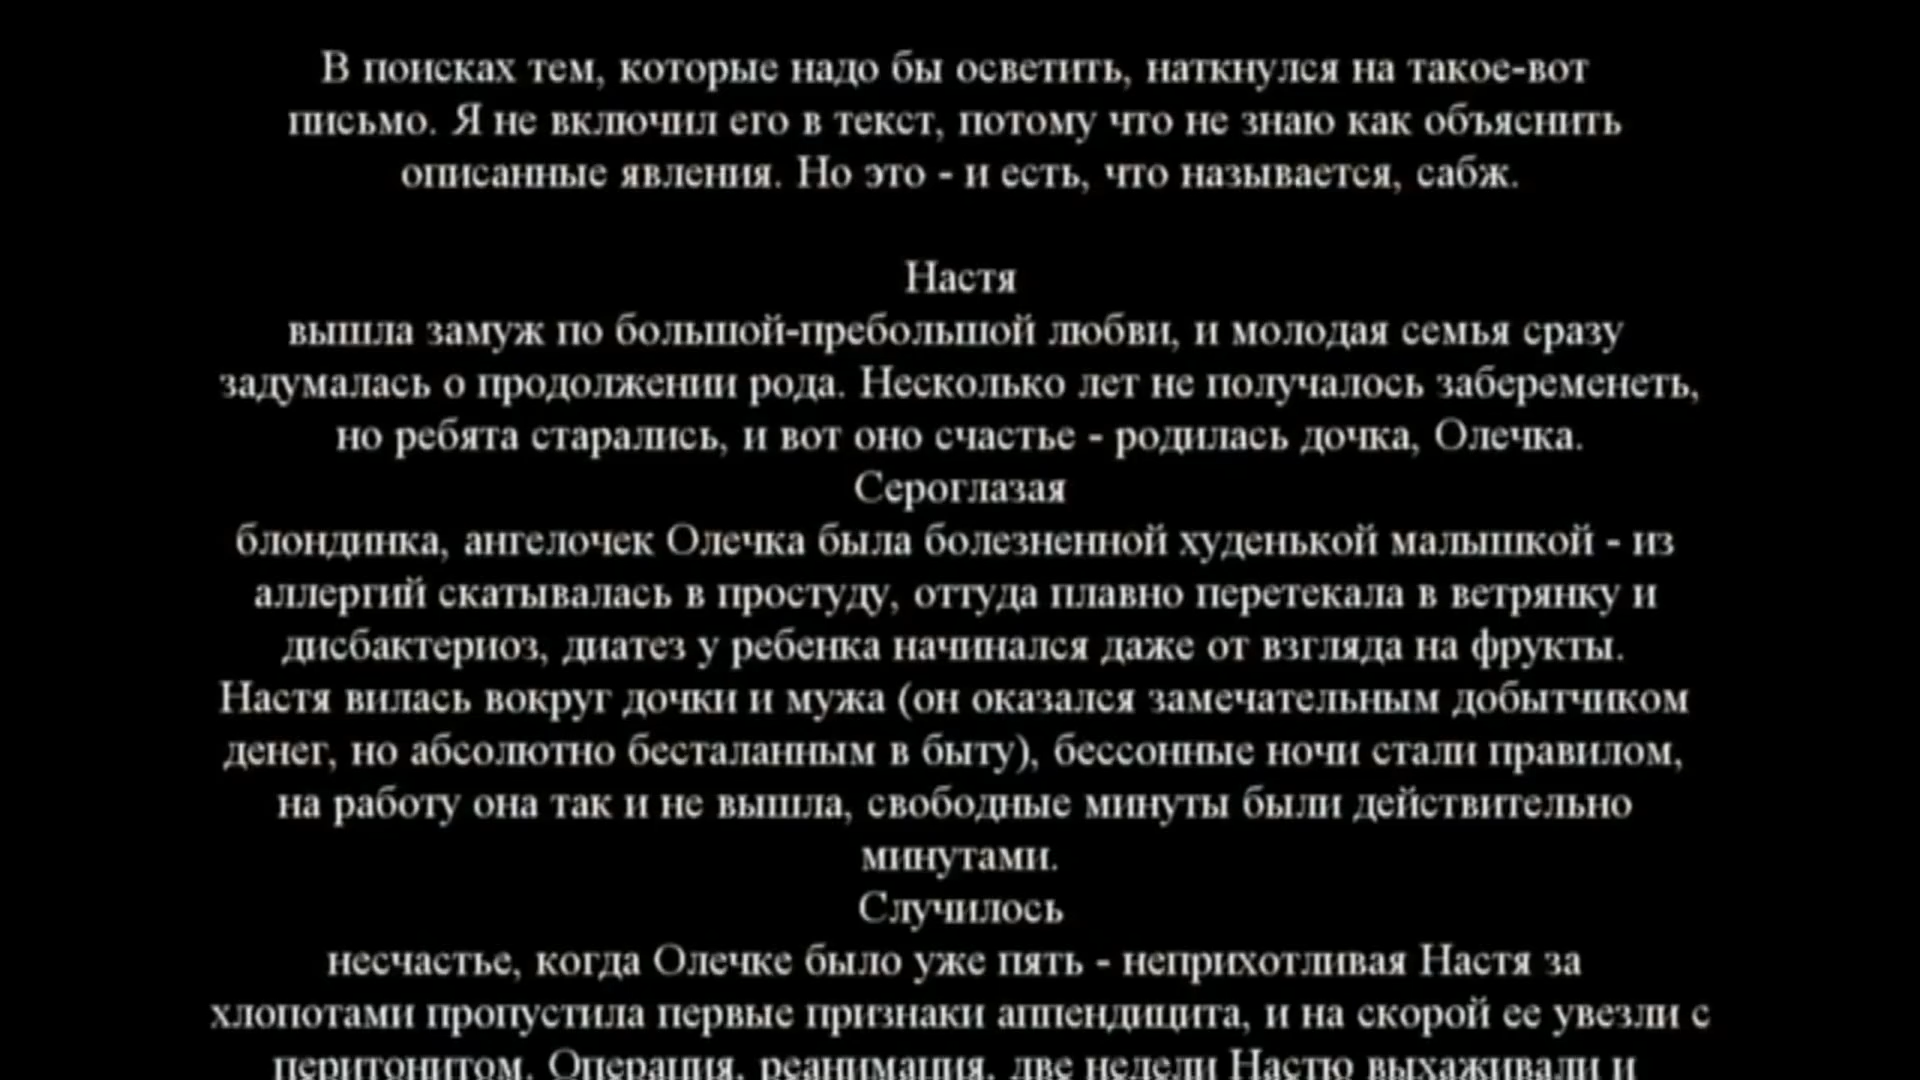 В поисках тем, которые надо бы осветить, наткнулся на такое-вот
письмо. Я не включил его в текст, потому что не знаю как объяснить
описанные явления. Но это - и есть, что называется, сабж.
Настя
вышла замуж по большой-пребольшой любви, и молодая семья сразу
задумалась о продолжении рода. Несколько лет не получалось забеременеть,
но ребята старались, и вот оно счастье - родилась дочка, Олечка.
Сероглазая
блондинка, ангелочек Олечка была болезненной худенькой малышкой - из
аллергий скатывалась в простуду, оттуда плавно перетекала в ветрянку и
дисбактериоз, диатез у ребенка начинался даже от взгляда на фрукты.
Настя вилась вокруг дочки и мужа (он оказался замечательным добытчиком
денег, но абсолютно бесталанным в быту), бессонные ночи стали правилом,
на работу она так и не вышла, свободные минуты были действительно
минутами.
Случилось
несчастье, когда Олечке было уже пять - неприхотливая Настя за
хлопотами пропустила первые признаки аппендицита, и на скорой ее увезли с
перитонитом. Операция, реанимация, две недели Настю выхаживали и